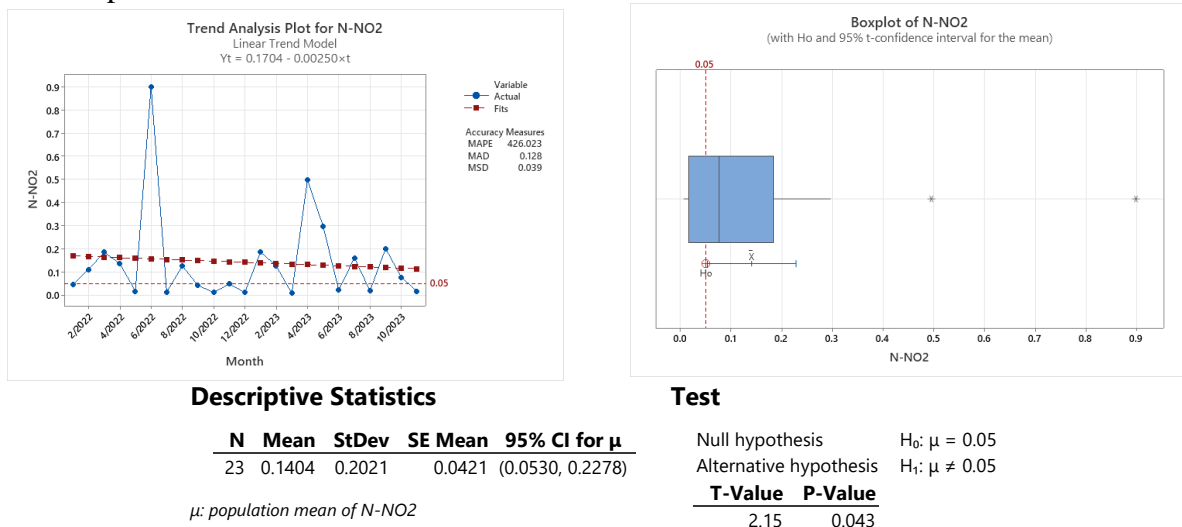 Trend Analysis Plot for N-NO2
Linear Trend Model
Yt = 0.1704 - 0.00250×t
0.9
0.8
0.7
0.6
0.5
0.4
0.3
0.2
0.1
0.0
N-NO2
0.05
2/2022
4/2022
6/2022
8/2022
10/2022
12/2022
2/2023
4/2023
6/2023
8/2023
10/2023
Month
Variable
Actual
Fits
Accuracy Measures
MAPE 426.023
MAD 0.128
MSD 0.039
Boxplot of N-NO2
(with Ho and 95% t-confidence interval for the mean)
0.05
X̄
Ho
0.0 0.1 0.2 0.3 0.4 0.5 0.6 0.7 0.8 0.9
N-NO2
Descriptive Statistics
N Mean StDev SE Mean 95% CI for μ
23 0.1404 0.2021 0.0421 (0.0530, 0.2278)
μ: population mean of N-NO2
Test
Null hypothesis H₀: μ = 0.05
Alternative hypothesis H₁: μ ≠ 0.05
T-Value P-Value
2.15 0.043